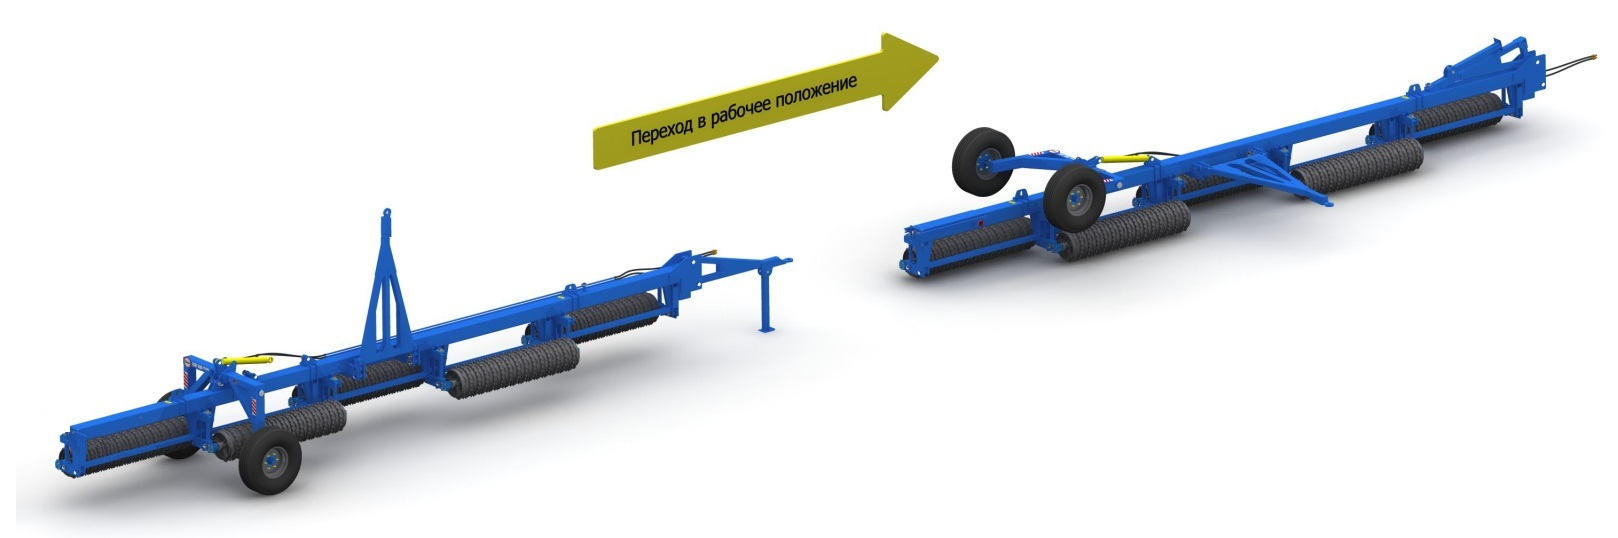 Переход в рабочее положение